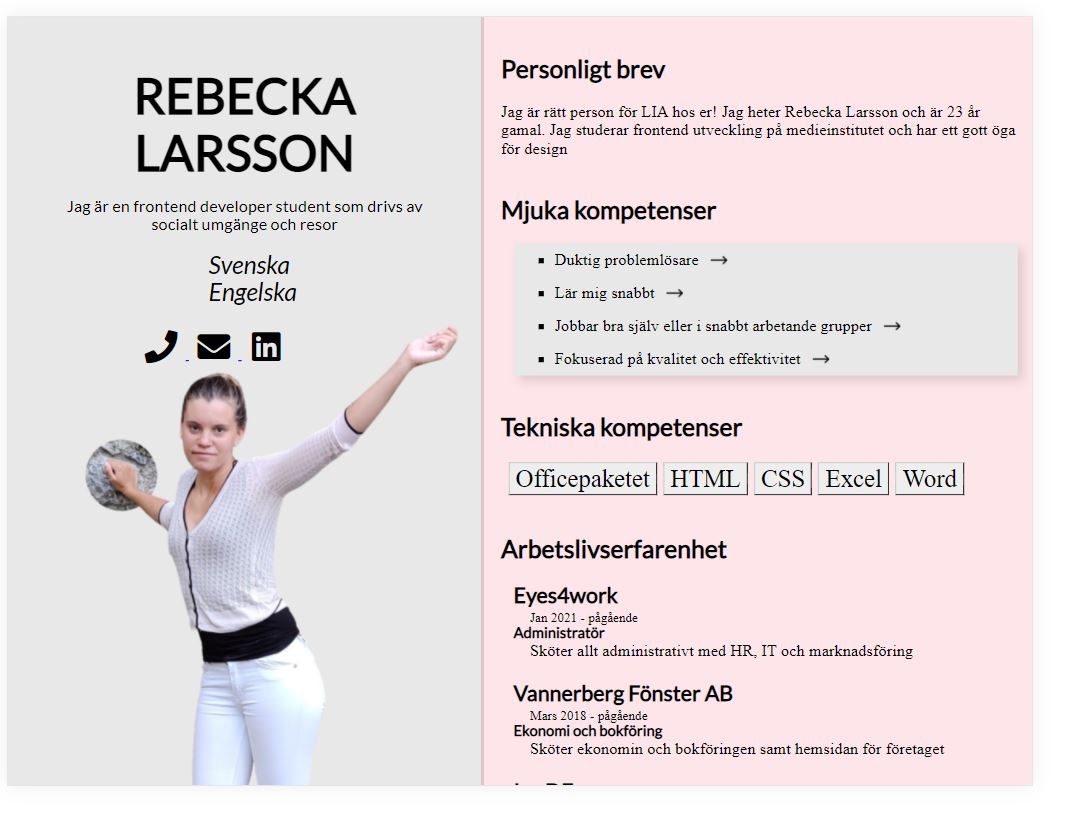 REBECKA
LARSSON
Jag är en frontend developer student som drivs av
socialt umgänge och resor
Svenska
Engelska
Personligt brev
Jag är rätt person för LIA hos er! Jag heter Rebecka Larsson och är 23 år
gamal. Jag studerar frontend utveckling på medieinstitutet och har ett gott öga
för design
Mjuka kompetenser
Duktig problemlösare
Lär mig snabbt
Jobbar bra själv eller i snabbt arbetande grupper
Fokuserad på kvalitet och effektivitet
Tekniska kompetenser
Officepaketet HTML CSS Excel Word
Arbetslivserfarenhet
Eyes4work
Jan 2021 - pågående
Administratör
Sköter allt administrativt med HR, IT och marknadsföring
Vannerberg Fönster AB
Mars 2018 - pågående
Ekonomi och bokföring
Sköter ekonomin och bokföringen samt hemsidan för företaget